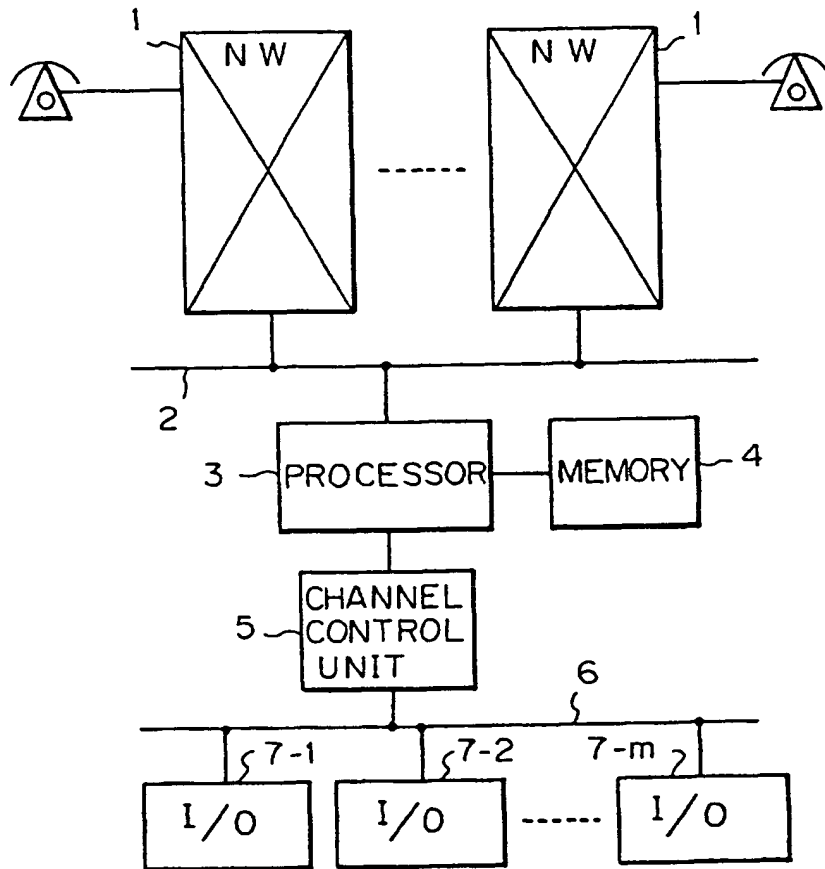 1
NW
1
NW
2
3
PROCESSOR
MEMORY
4
5
CHANNEL
CONTROL
UNIT
6
7-1
7-2
7-m
I/O
I/O
I/O